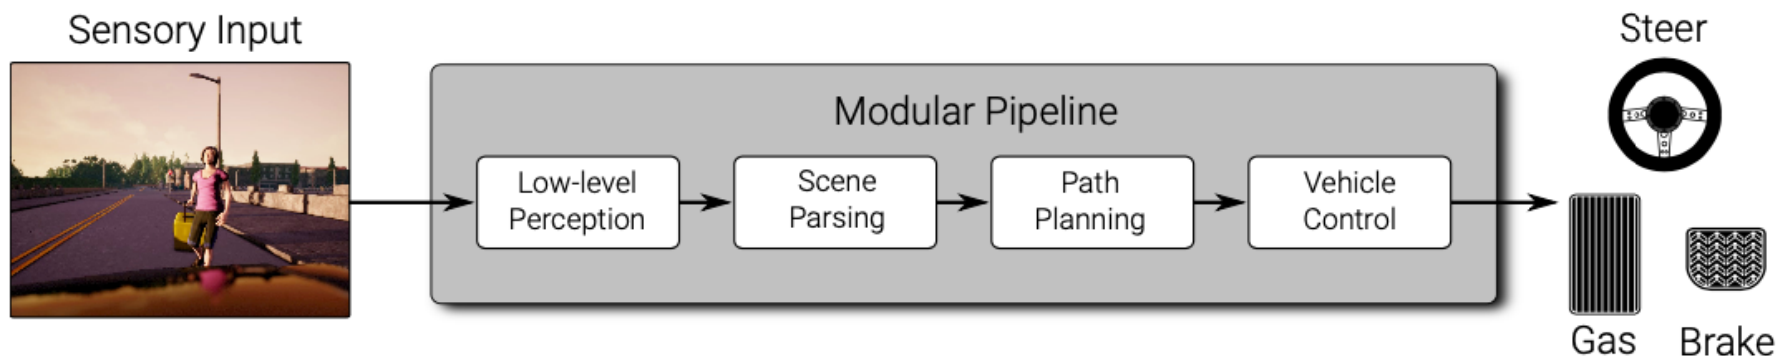 Sensory Input
Modular Pipeline
Low-level
Perception
Scene
Parsing
Path
Planning
Vehicle
Control
Steer
Gas
Brake